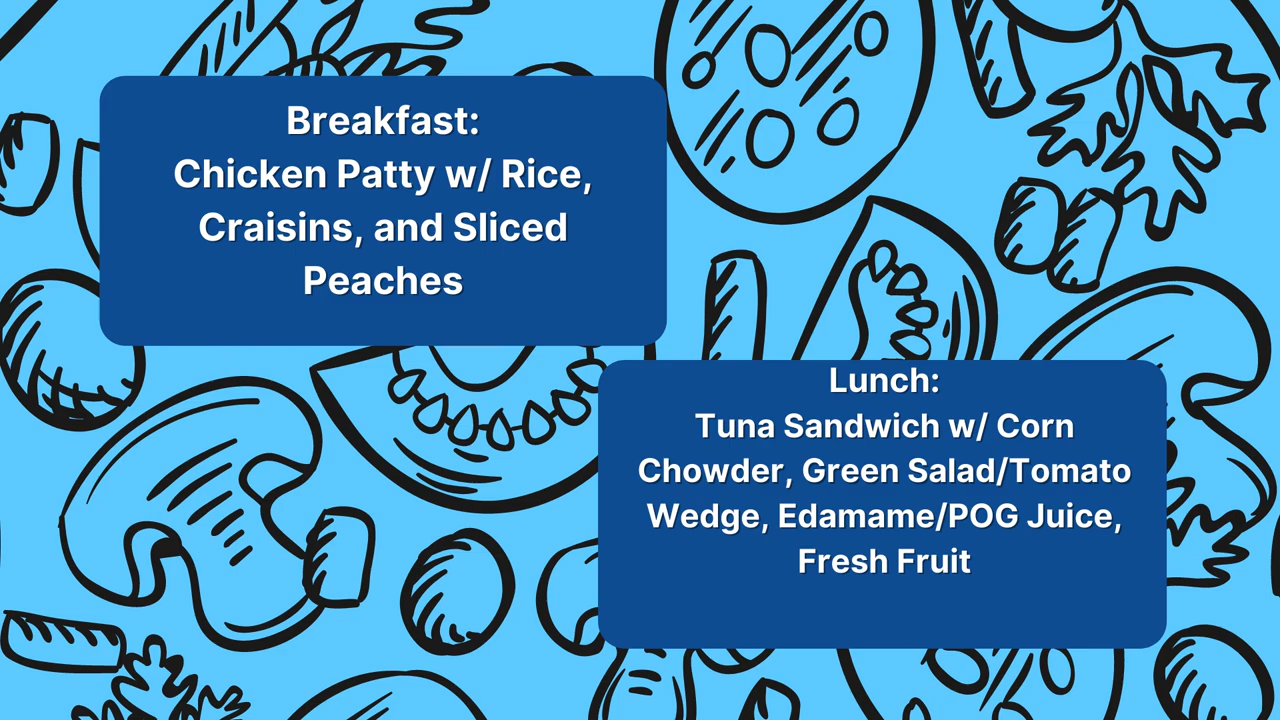 Breakfast:
Chicken Patty w/ Rice,
Craisins, and Sliced
Peaches
Lunch:
Tuna Sandwich w/ Corn
Chowder, Green Salad/Tomato
Wedge, Edamame/POG Juice,
Fresh Fruit